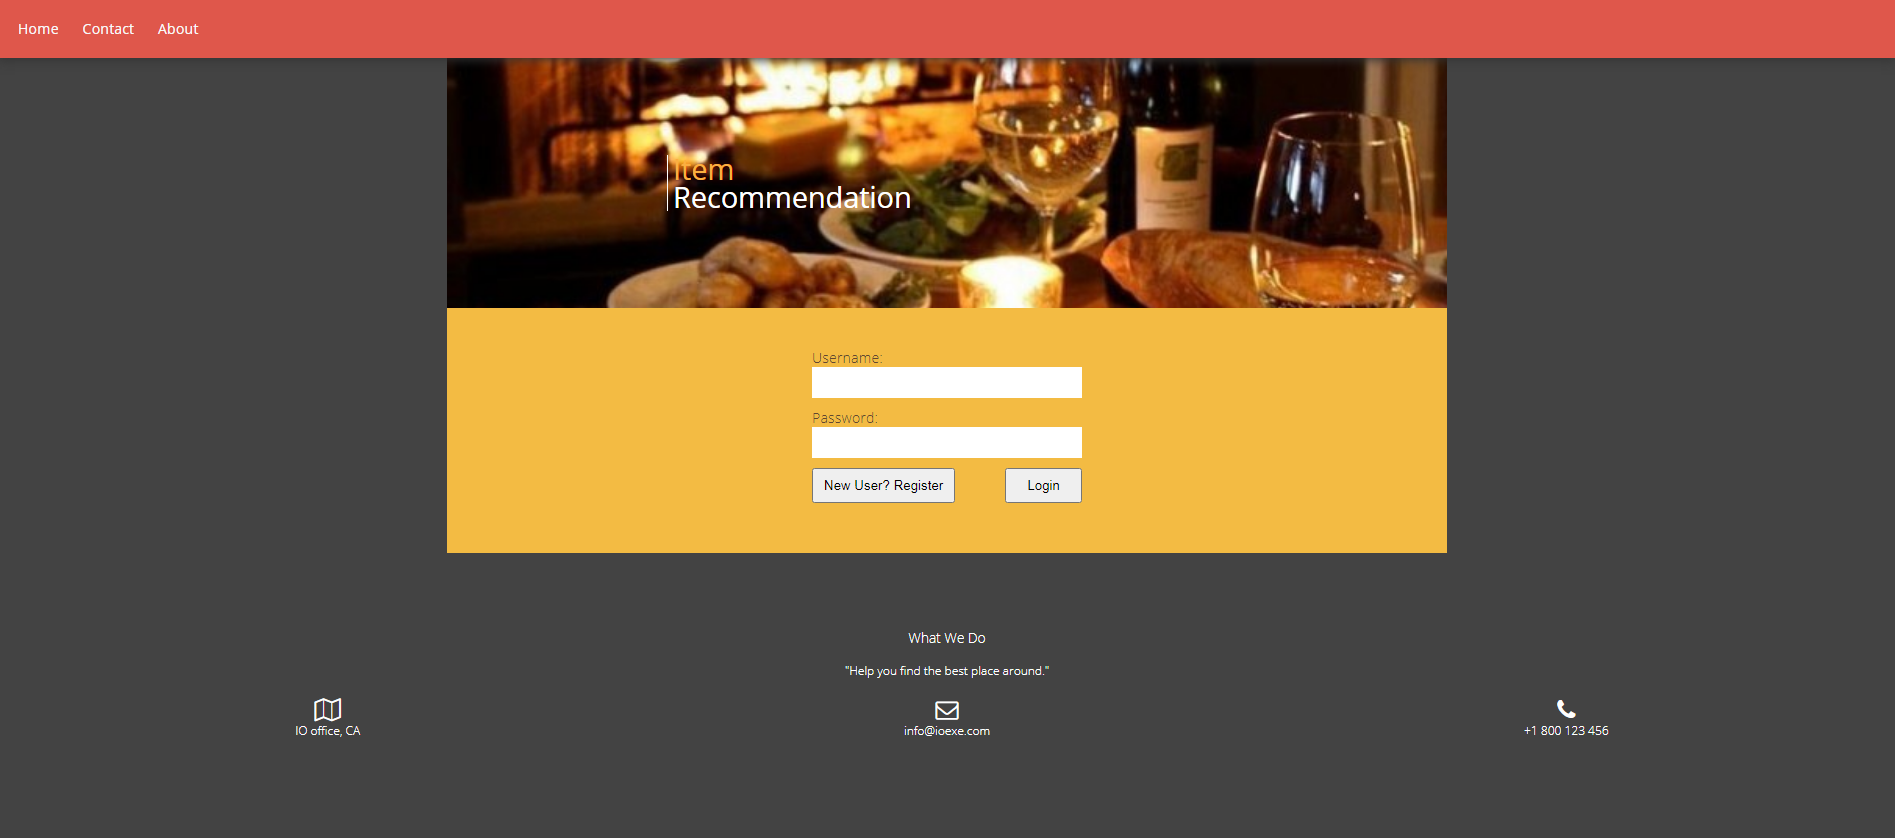 Home Contact About
Item
Recommendation
Username:
Password:
New User? Register Login
What We Do
"Help you find the best place around."
IO office, CA info@ioexe.com +1 800 123 456